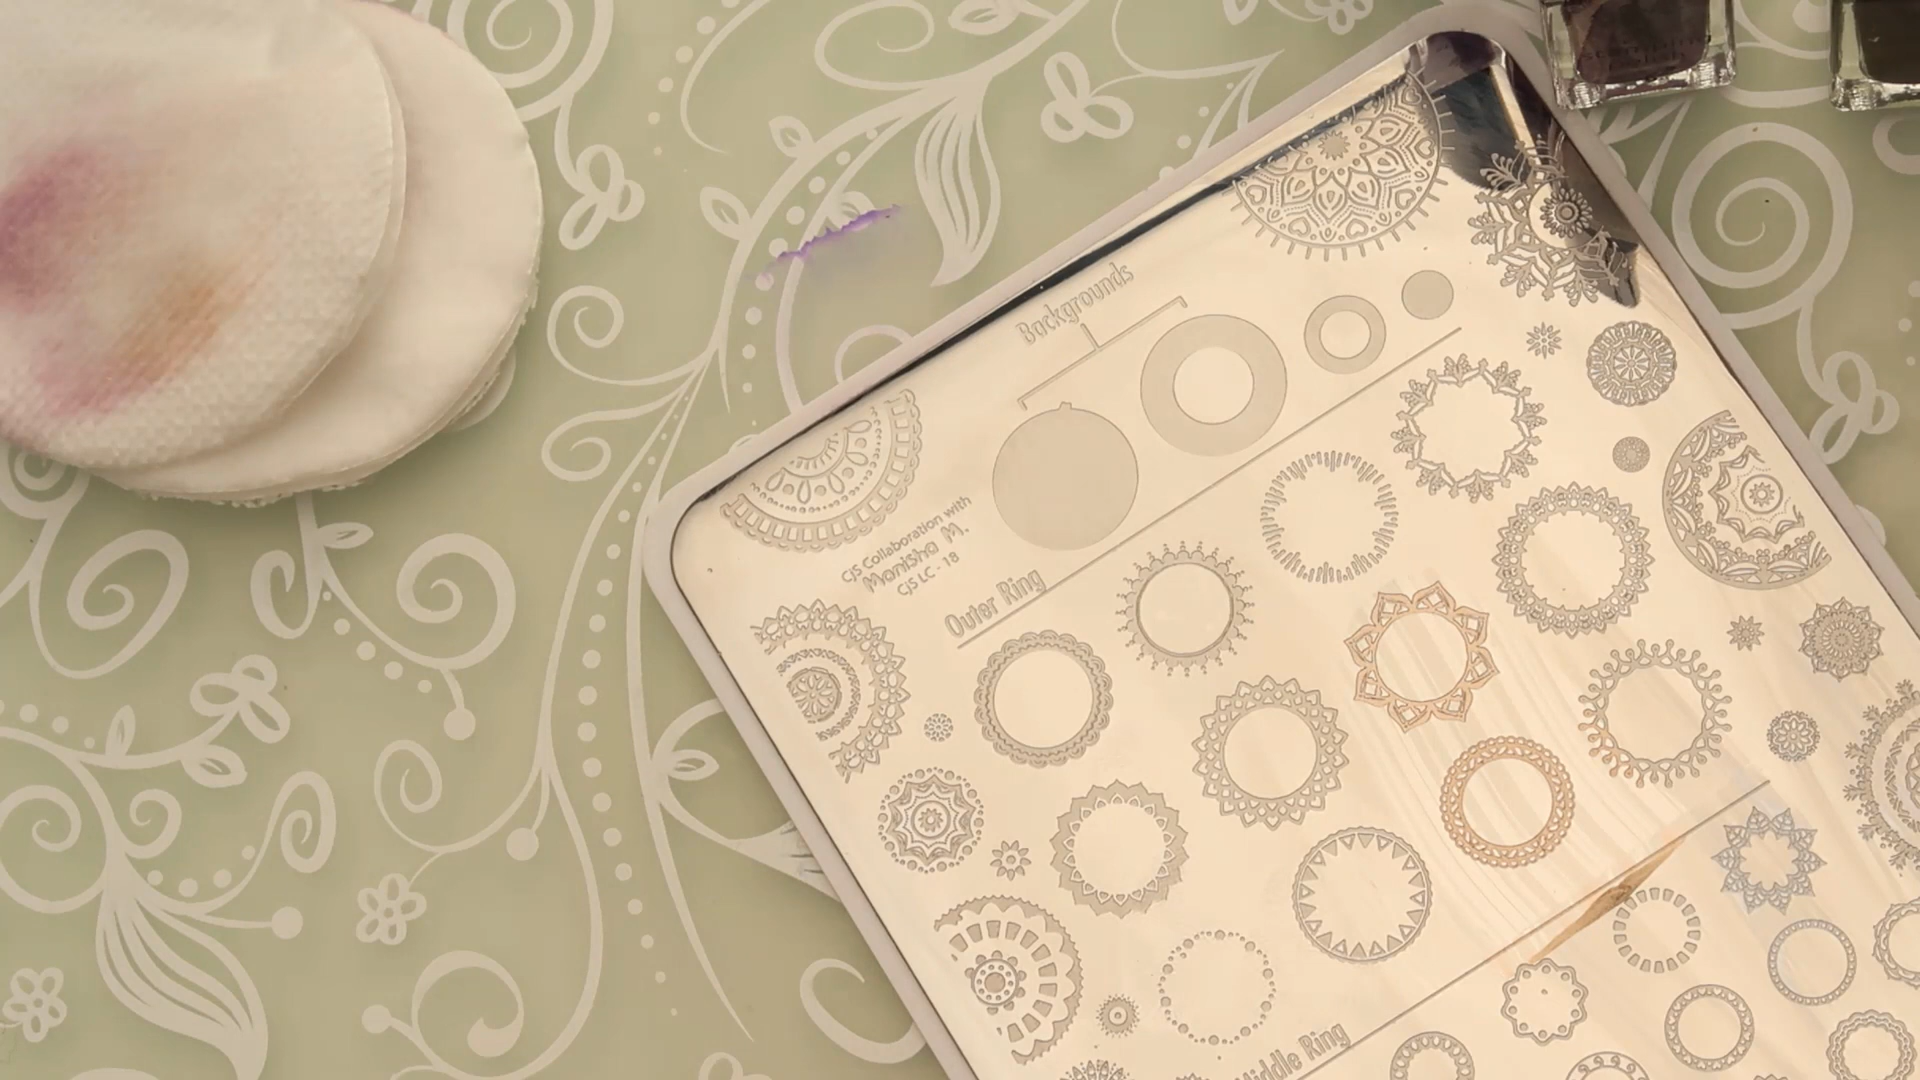 Backgrounds
CjS Collaboration with
Manisha M.
CjS LC - 18
Outer Ring
Middle Ring